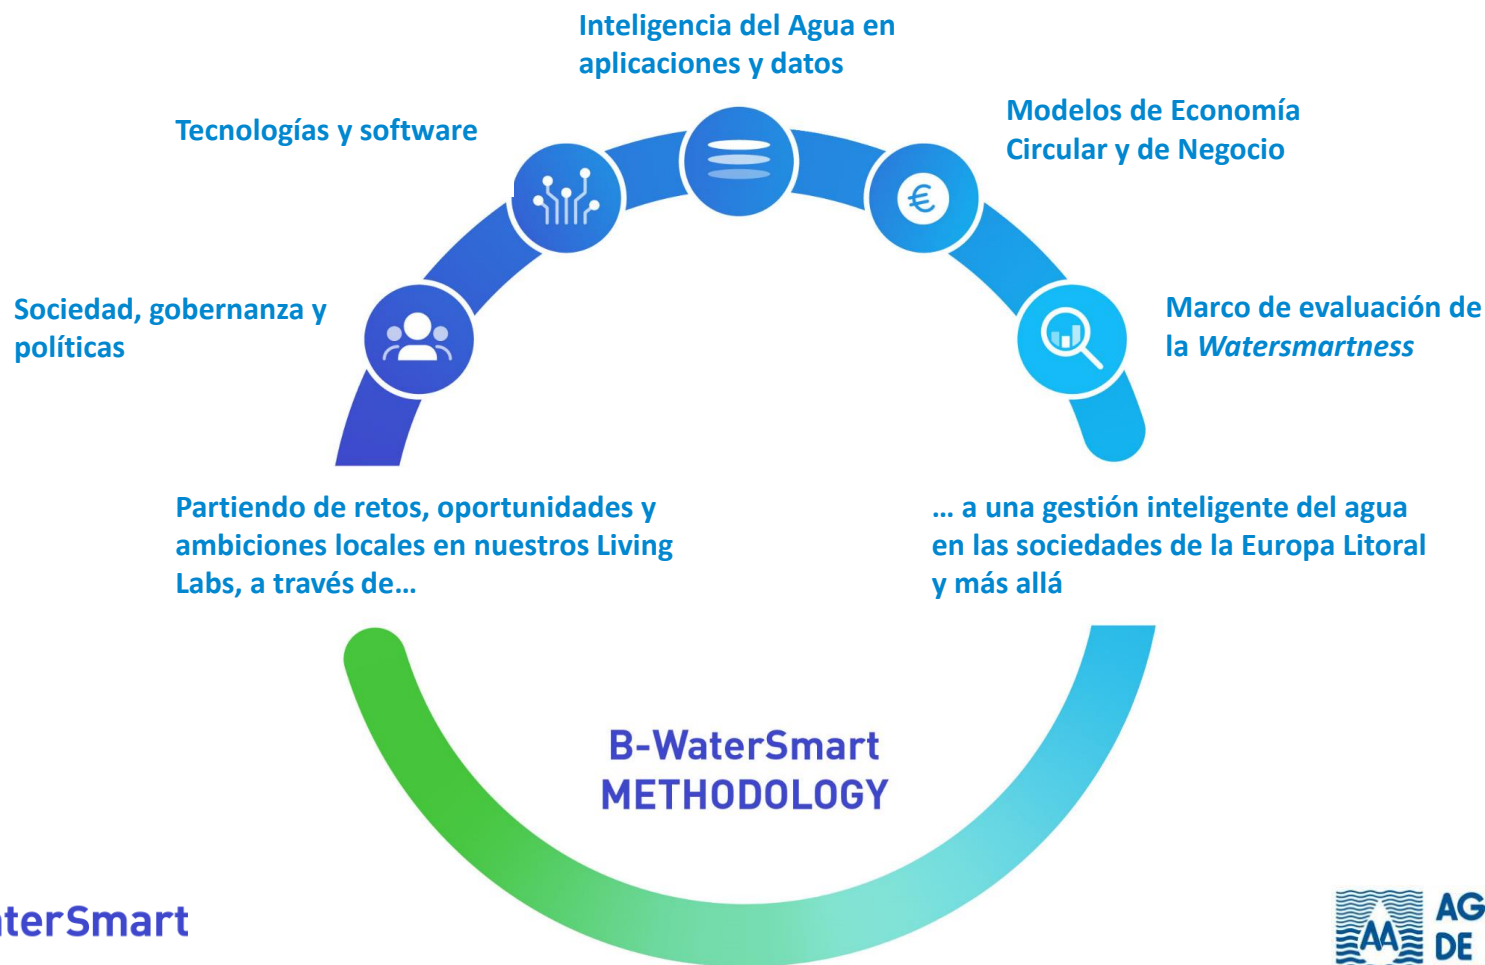 Inteligencia del Agua en
aplicaciones y datos
Tecnologías y software
Modelos de Economía
Circular y de Negocio
€
Sociedad, gobernanza y
políticas
Marco de evaluación de
la Watersmartness
Partiendo de retos, oportunidades y
ambiciones locales en nuestros Living
Labs, a través de...
... a una gestión inteligente del agua
en las sociedades de la Europa Litoral
y más allá
B-WaterSmart
METHODOLOGY
terSmart
AA
AG
DE